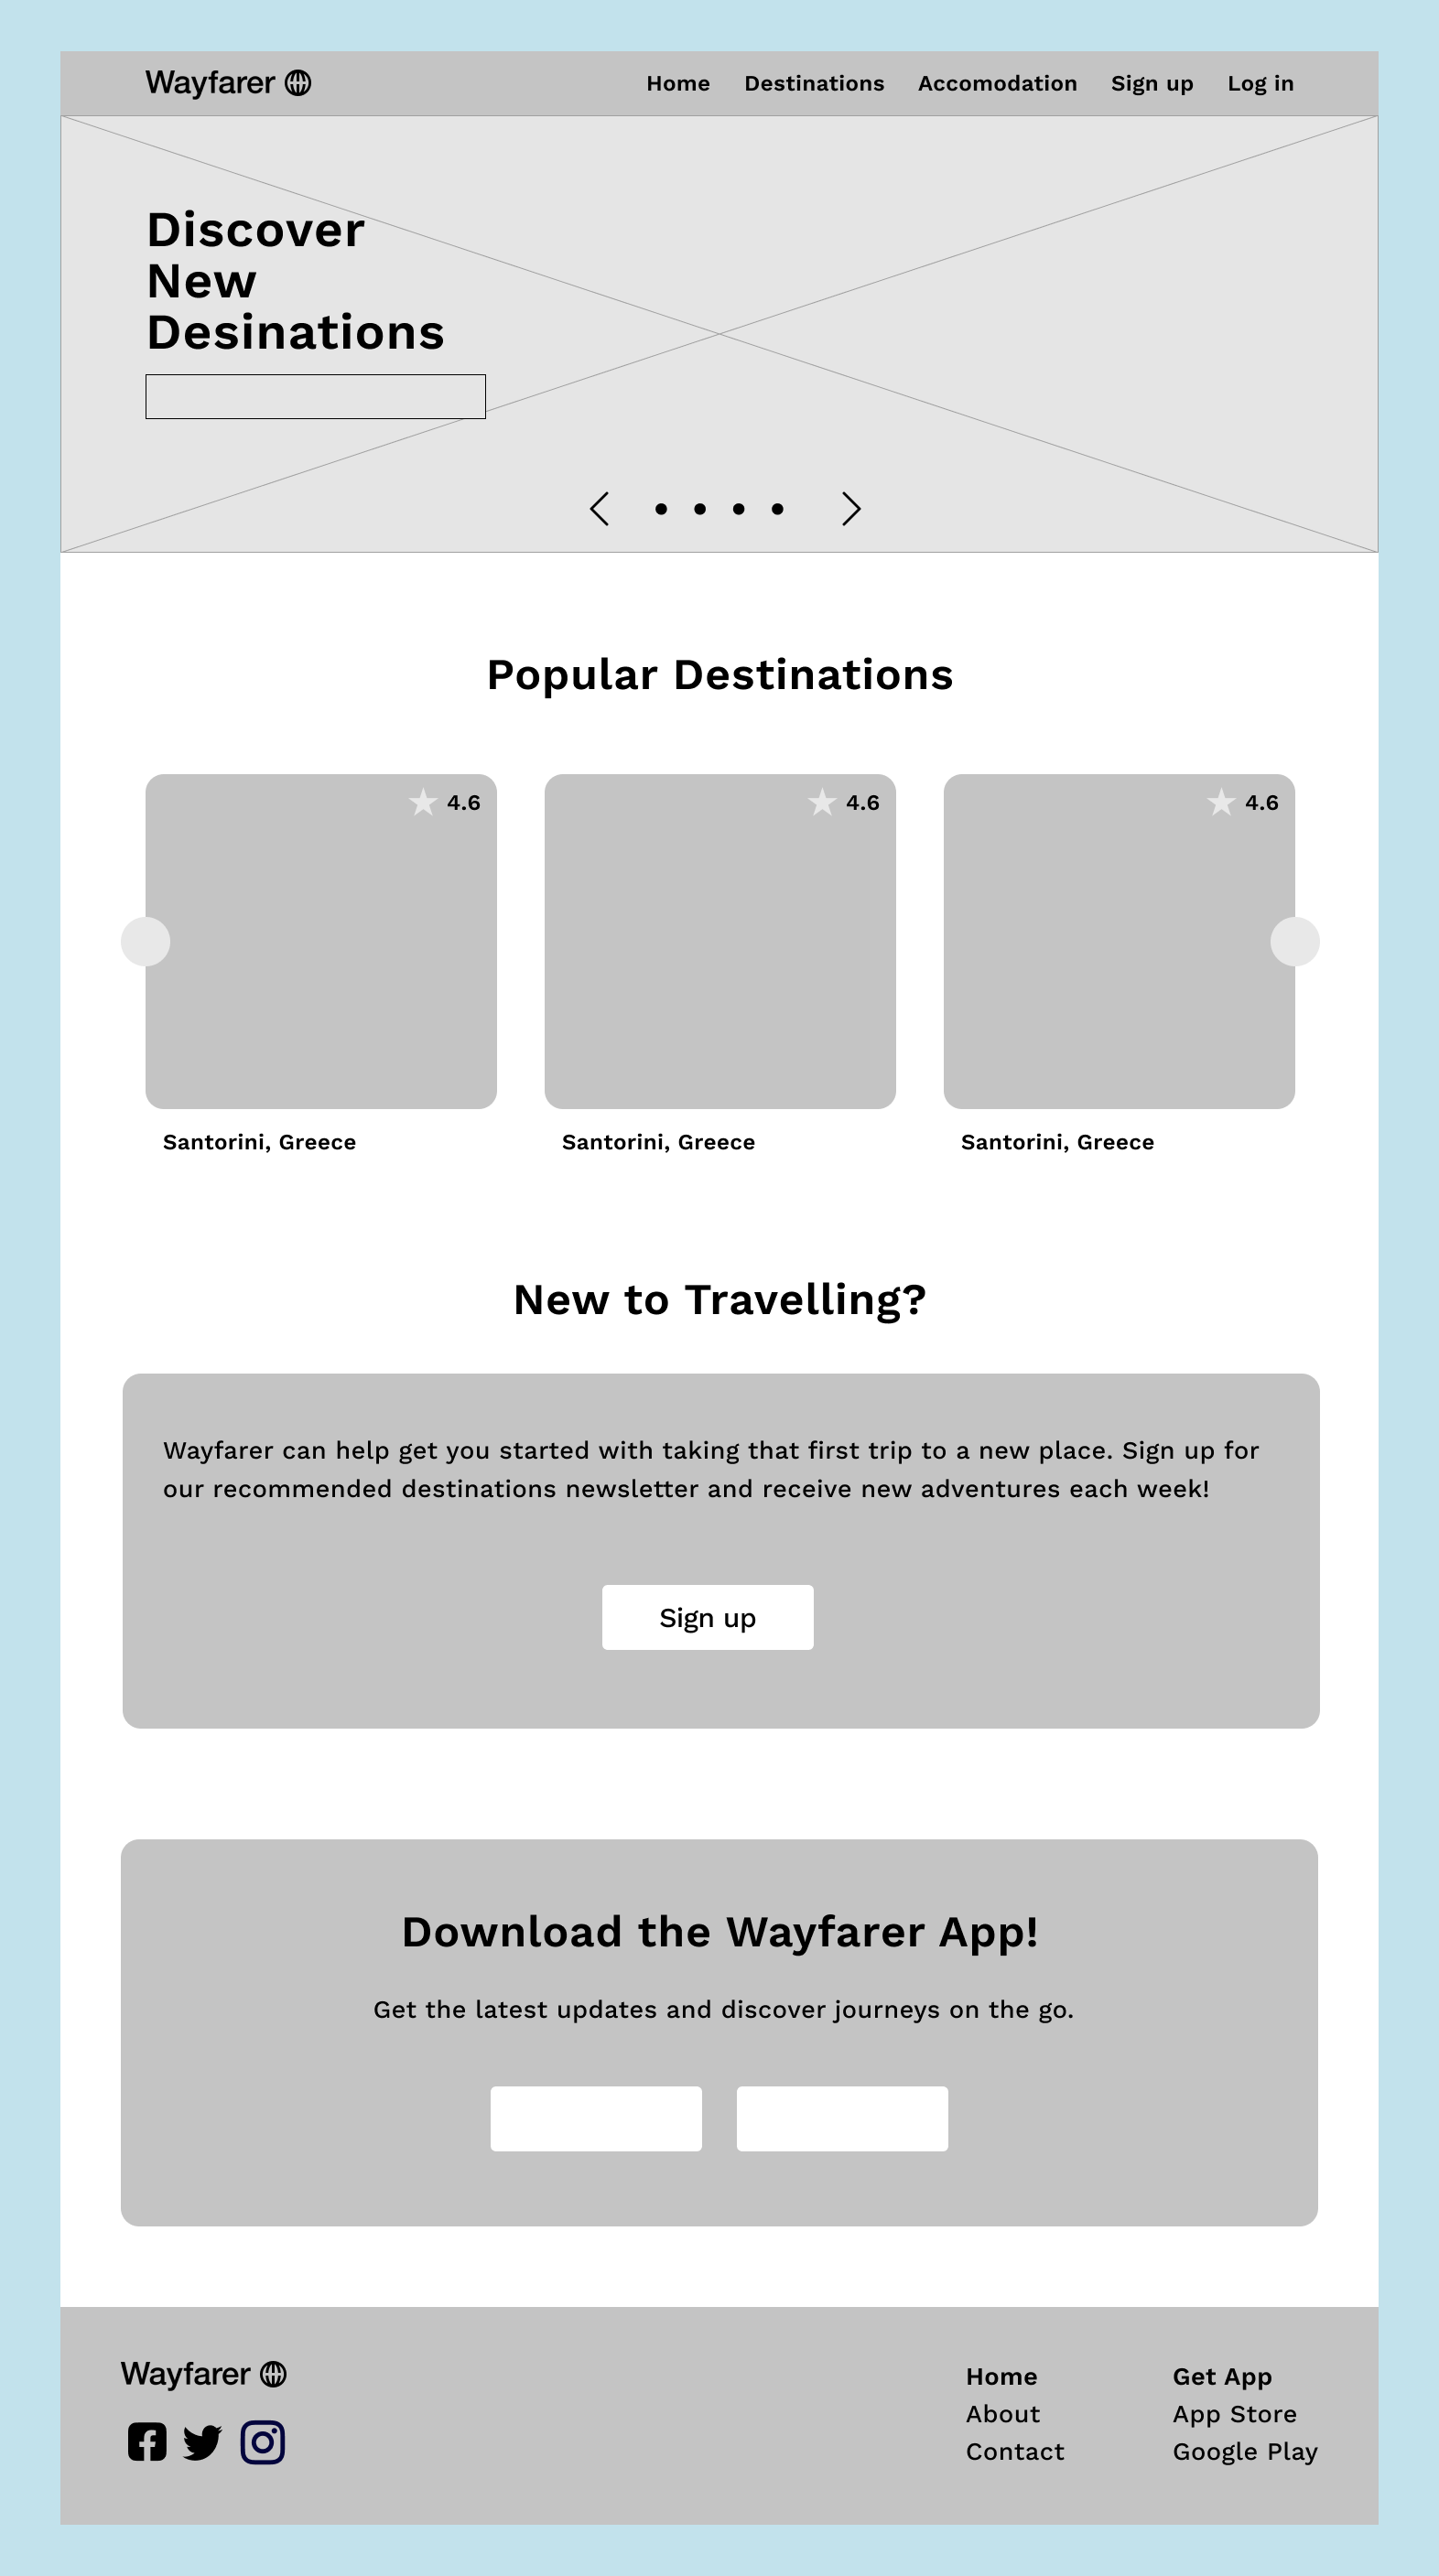 Wayfarer
Home Destinations Accomodation Sign up Log in
Discover
New
Desinations
Popular Destinations
4.6
4.6
4.6
Santorini, Greece
Santorini, Greece
Santorini, Greece
New to Travelling?
Wayfarer can help get you started with taking that first trip to a new place. Sign up for
our recommended destinations newsletter and receive new adventures each week!
Sign up
Download the Wayfarer App!
Get the latest updates and discover journeys on the go.
Wayfarer
Home
About
Contact
Get App
App Store
Google Play